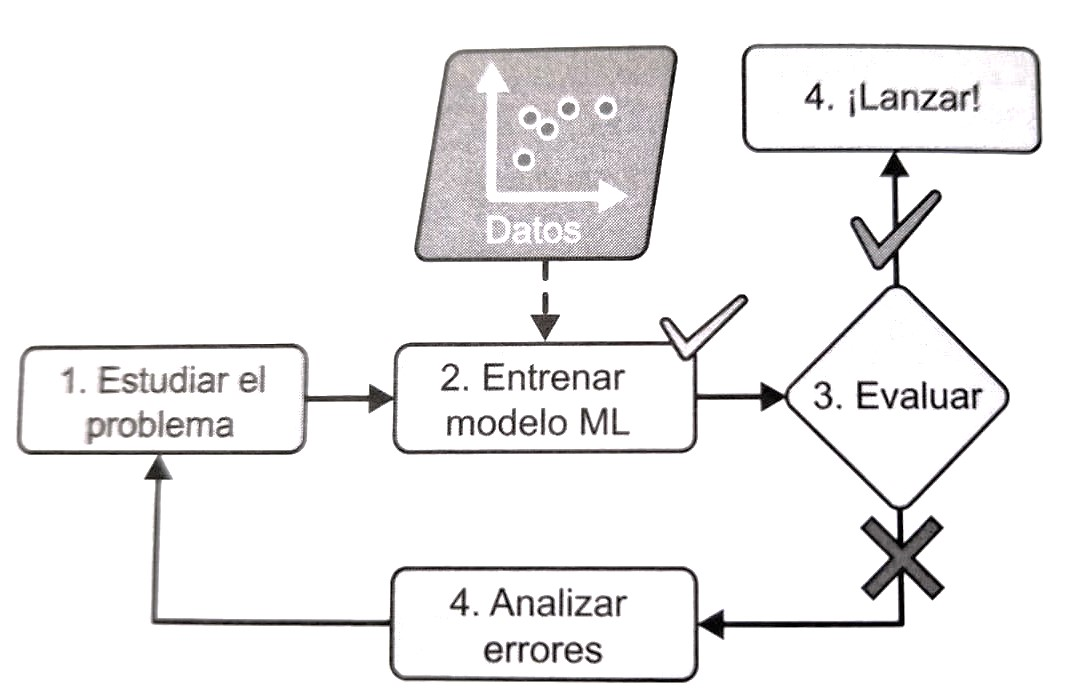 Datos
4. ¡Lanzar!
1. Estudiar el
problema
2. Entrenar
modelo ML
3. Evaluar
4. Analizar
errores